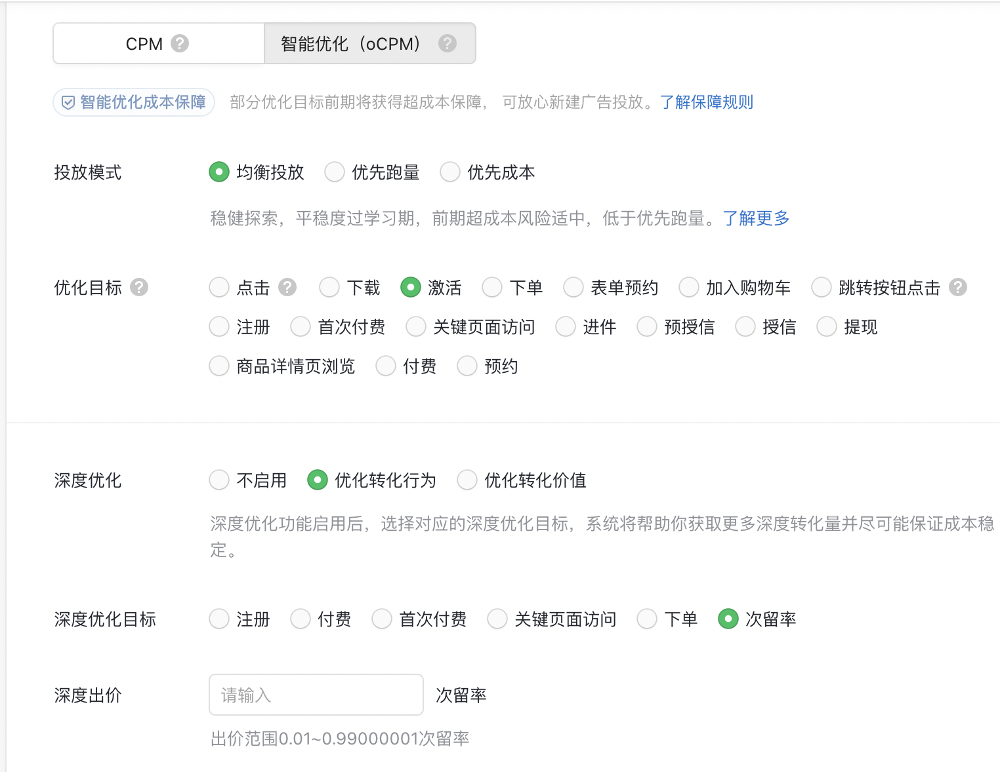 CPM ? 智能优化（oCPM） ?
智能优化成本保障 部分优化目标前期将获得超成本保障， 可放心新建广告投放。了解保障规则
投放模式 均衡投放 优先跑量 优先成本
稳健探索，平稳度过学习期，前期超成本风险适中，低于优先跑量。了解更多
优化目标 ? 点击 ? 下载 激活 下单 表单预约 加入购物车 跳转按钮点击 ?
注册 首次付费 关键页面访问 进件 预授信 授信 提现
商品详情页浏览 付费 预约
深度优化 不启用 优化转化行为 优化转化价值
深度优化功能启用后，选择对应的深度优化目标，系统将帮助你获取更多深度转化量并尽可能保证成本稳
定。
深度优化目标 注册 付费 首次付费 关键页面访问 下单 次留率
深度出价 请输入 次留率
出价范围0.01~0.99000001次留率